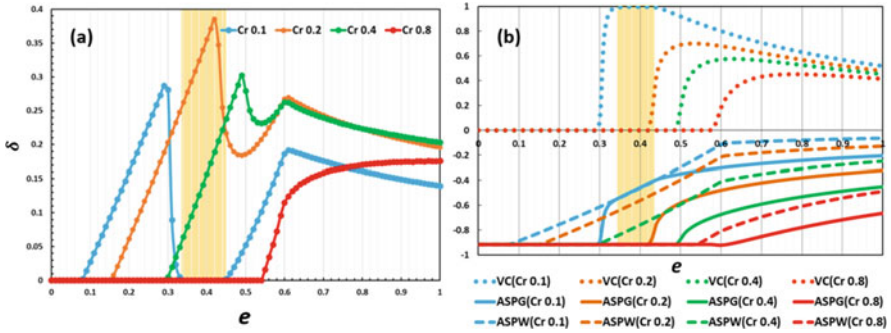 (a)
Cr 0.1 Cr 0.2 Cr 0.4 Cr 0.8
0.4
0.35
0.3
0.25
0.2
0.15
0.1
0.05
0
δ
0 0.1 0.2 0.3 0.4 0.5 0.6 0.7 0.8 0.9 1
e
(b)
1
0.8
0.6
0.4
0.2
0
-0.2
-0.4
-0.6
-0.8
-1
0 0.1 0.2 0.3 0.4 0.5 0.6 0.7 0.8 0.9 1
e
VC(Cr 0.1) VC(Cr 0.2) VC(Cr 0.4) VC(Cr 0.8)
ASPG(Cr 0.1) ASPG(Cr 0.2) ASPG(Cr 0.4) ASPG(Cr 0.8)
ASPW(Cr 0.1) ASPW(Cr 0.2) ASPW(Cr 0.4) ASPW(Cr 0.8)